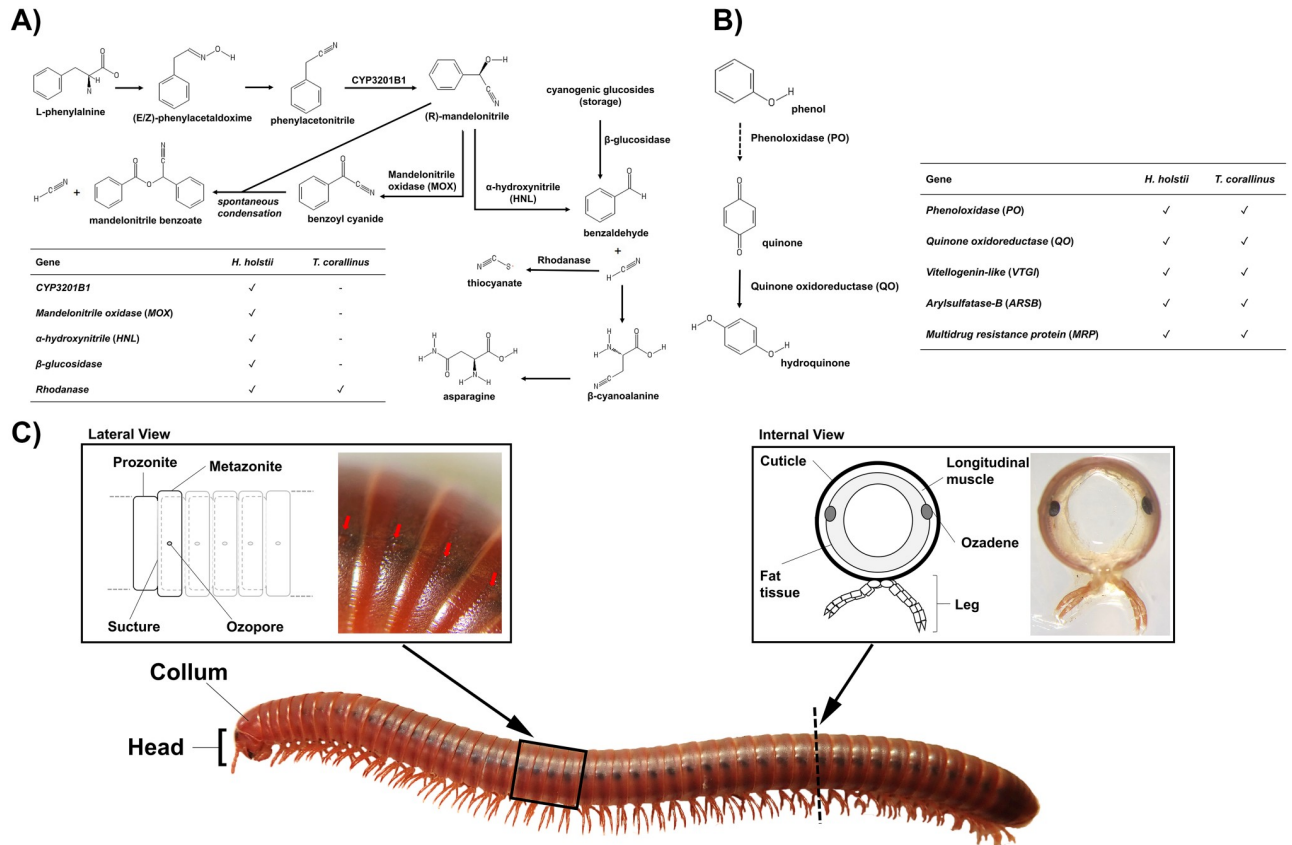 A)
B)
L-phenylalnine
(E/Z)-phenylacetaldoxime
phenylacetonitrile
CYP3201B1
(R)-mandelonitrile
cyanogenic glucosides
(storage)
β-glucosidase
Mandelonitrile
oxidase (MOX)
α-hydroxynitrile
(HNL)
H C N
+
mandelonitrile benzoate
spontaneous
condensation
benzoyl cyanide
benzaldehyde
+
N C S-
thiocyanate
Rhodanase
H C N
asparagine
β-cyanoalanine
Gene H. holstii T. corallinus
CYP3201B1 ✓ -
Mandelonitrile oxidase (MOX) ✓ -
α-hydroxynitrile (HNL) ✓ -
β-glucosidase ✓ -
Rhodanase ✓ ✓
phenol
Phenoloxidase (PO)
quinone
Quinone oxidoreductase (QO)
hydroquinone
Gene H. holstii T. corallinus
Phenoloxidase (PO) ✓ ✓
Quinone oxidoreductase (QO) ✓ ✓
Vitellogenin-like (VTGl) ✓ ✓
Arylsulfatase-B (ARSB) ✓ ✓
Multidrug resistance protein (MRP) ✓ ✓
C)
Lateral View
Prozonite
Metazonite
Sucture
Ozopore
Internal View
Cuticle
Longitudinal
muscle
Ozadene
Fat
tissue
Leg
Collum
Head